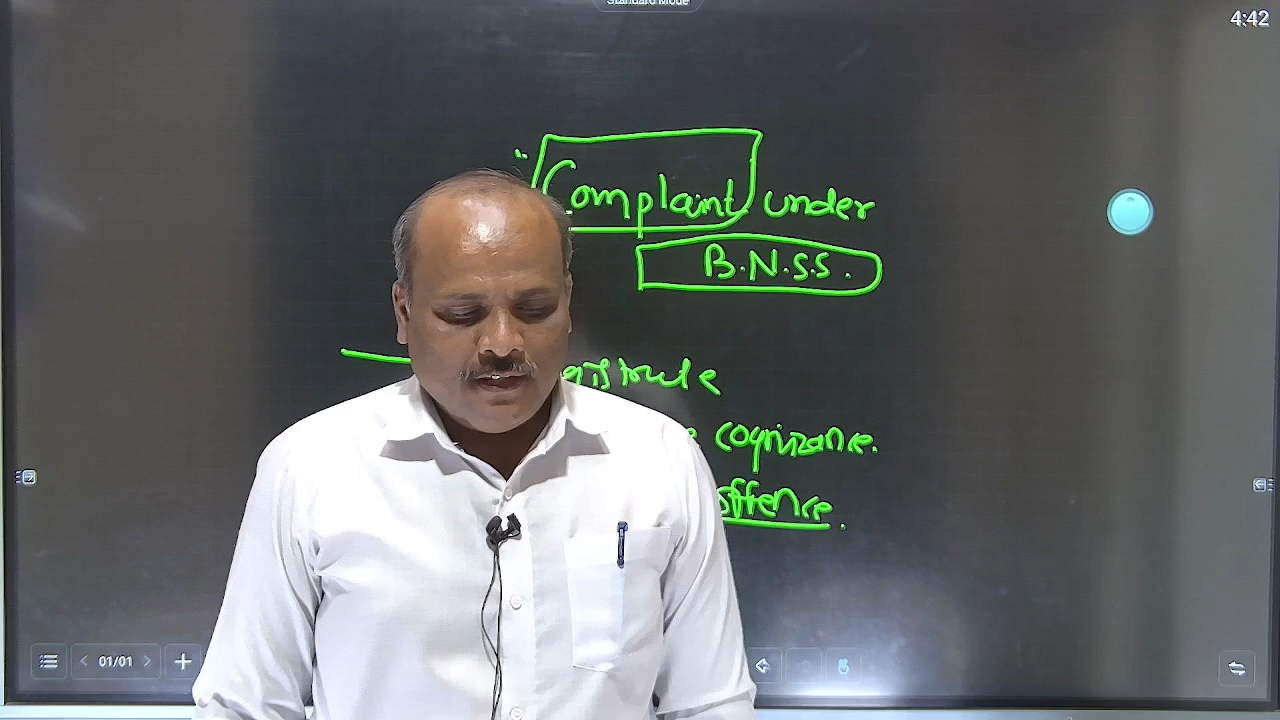 Standard Mode
4:42
Complaint under
B.N.S.S.
cognizance.
offence.
01/01